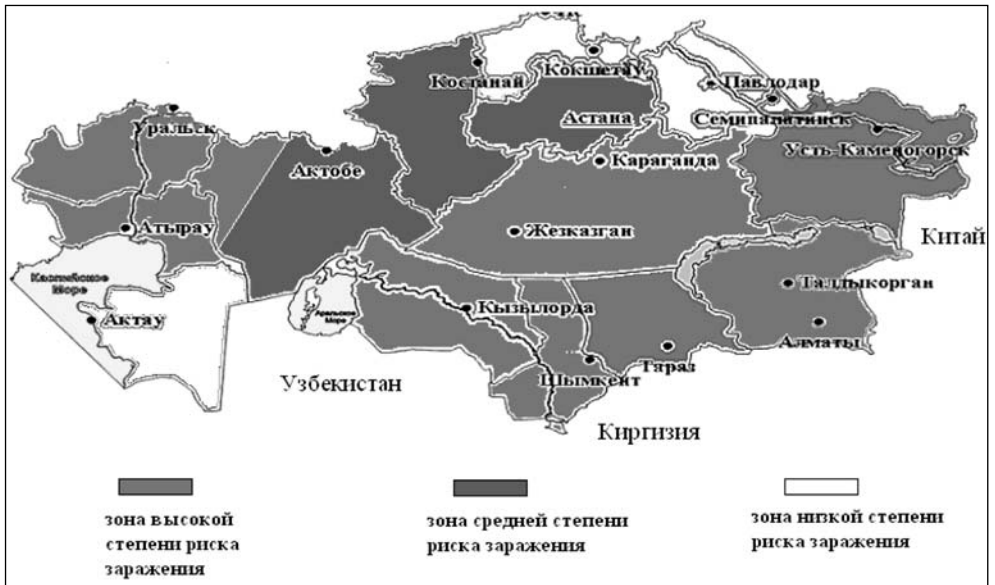 Костанай
Кокшетау
Павлодар
Семипалатинск
Уральск
Астана
Усть-Каменогорск
Актобе
Караганда
Атырау
Жезказган
Китай
Каспийское
Море
Талдыкорган
Актау
Аральское
Море
Кызылорда
Алматы
Тараз
Шымкент
Узбекистан
Киргизия
зона высокой
степени риска
заражения
зона средней степени
риска заражения
зона низкой степени
риска заражения